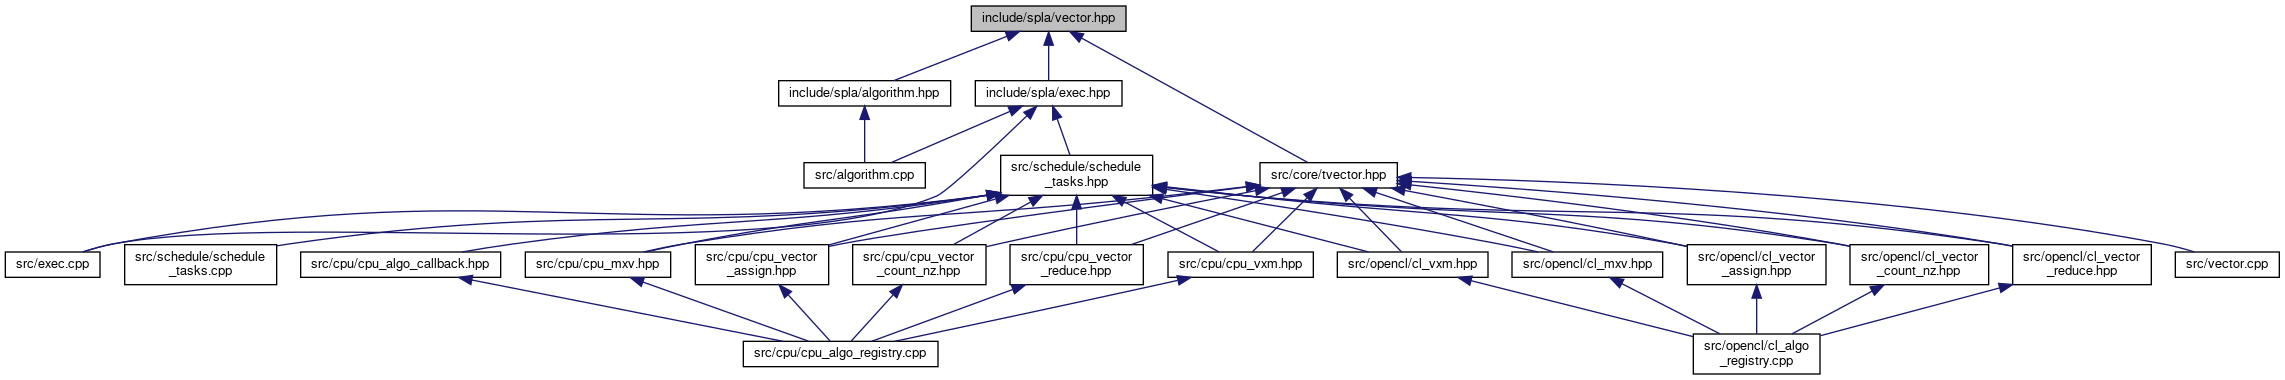 include/spla/vector.hpp
include/spla/algorithm.hpp
include/spla/exec.hpp
src/algorithm.cpp
src/schedule/schedule
_tasks.hpp
src/core/tvector.hpp
src/exec.cpp
src/schedule/schedule
_tasks.cpp
src/cpu/cpu_algo_callback.hpp
src/cpu/cpu_mxv.hpp
src/cpu/cpu_vector
_assign.hpp
src/cpu/cpu_vector
_count_nz.hpp
src/cpu/cpu_vector
_reduce.hpp
src/cpu/cpu_vxm.hpp
src/opencl/cl_vxm.hpp
src/opencl/cl_mxv.hpp
src/opencl/cl_vector
_assign.hpp
src/opencl/cl_vector
_count_nz.hpp
src/opencl/cl_vector
_reduce.hpp
src/vector.cpp
src/cpu/cpu_algo_registry.cpp
src/opencl/cl_algo
_registry.cpp